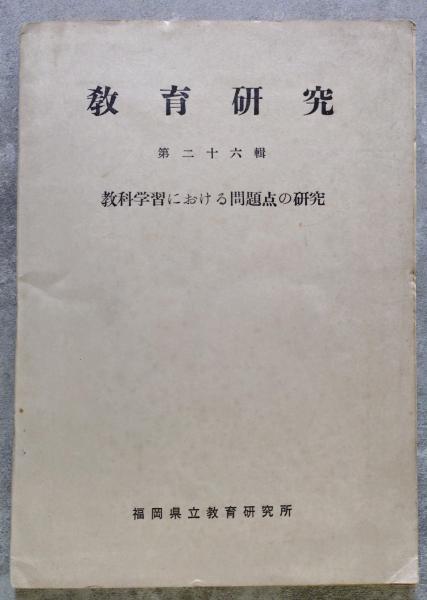 教育研究
第二十六輯
教科学習における問題点の研究
福岡県立教育研究所